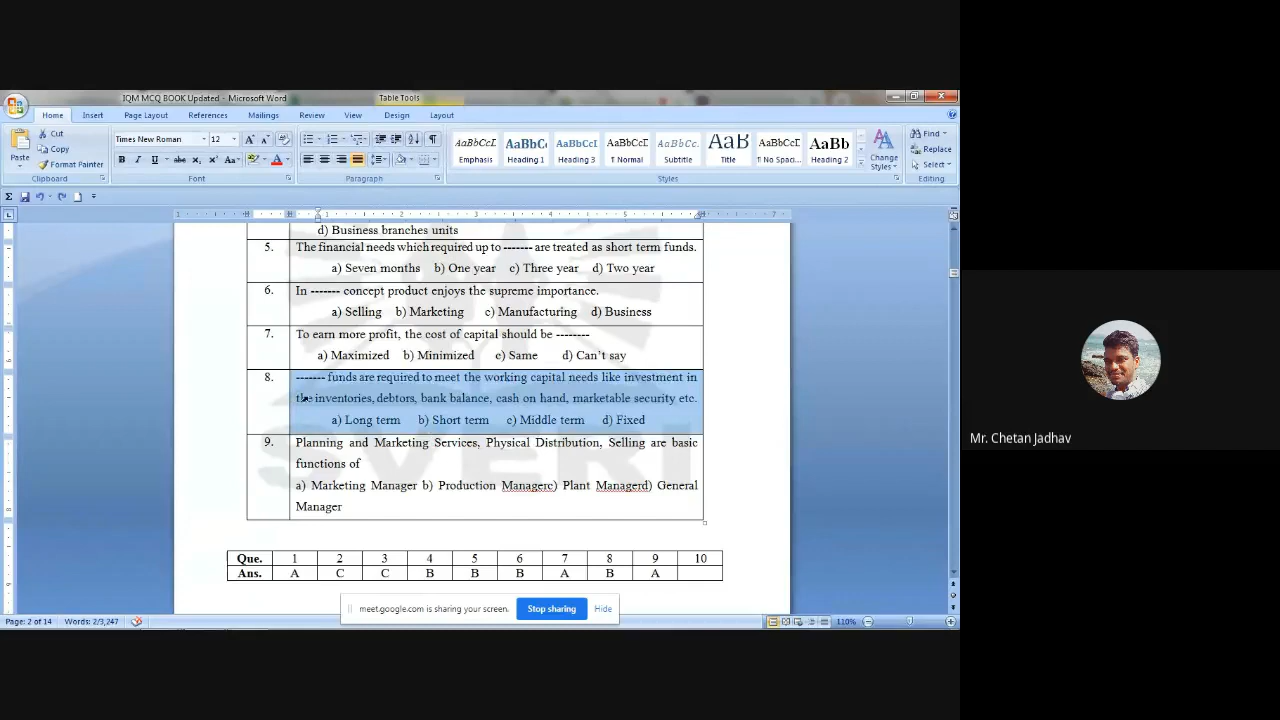 IQM MCQ BOOK Updated - Microsoft Word
Table Tools
Home Insert Page Layout References Mailings Review View Design Layout
Paste
Cut
Copy
Format Painter
Clipboard
Times New Roman 12
Font
Paragraph
AaBbCcI AaBbCc AaBbCc AaBbCcI AaBbCc. AaB AaBbCcI AaBb
Emphasis Heading 1 Heading 3 ¶ Normal Subtitle Title ¶ No Spaci... Heading 2
Change Styles
Styles
Find
Replace
Select
Editing
d) Business branches units
5. The financial needs which required up to ------- are treated as short term funds.
a) Seven months b) One year c) Three year d) Two year
6. In ------- concept product enjoys the supreme importance.
a) Selling b) Marketing c) Manufacturing d) Business
7. To earn more profit, the cost of capital should be --------
a) Maximized b) Minimized c) Same d) Can't say
8. ------- funds are required to meet the working capital needs like investment in
the inventories, debtors, bank balance, cash on hand, marketable security etc.
a) Long term b) Short term c) Middle term d) Fixed
9. Planning and Marketing Services, Physical Distribution, Selling are basic
functions of
a) Marketing Manager b) Production Managerc) Plant Managerd) General
Manager
SVERI
Que. 1 2 3 4 5 6 7 8 9 10
Ans. A C C B B B A B A
meet.google.com is sharing your screen. Stop sharing Hide
Page: 2 of 14 Words: 2/3,247 110%
Mr. Chetan Jadhav